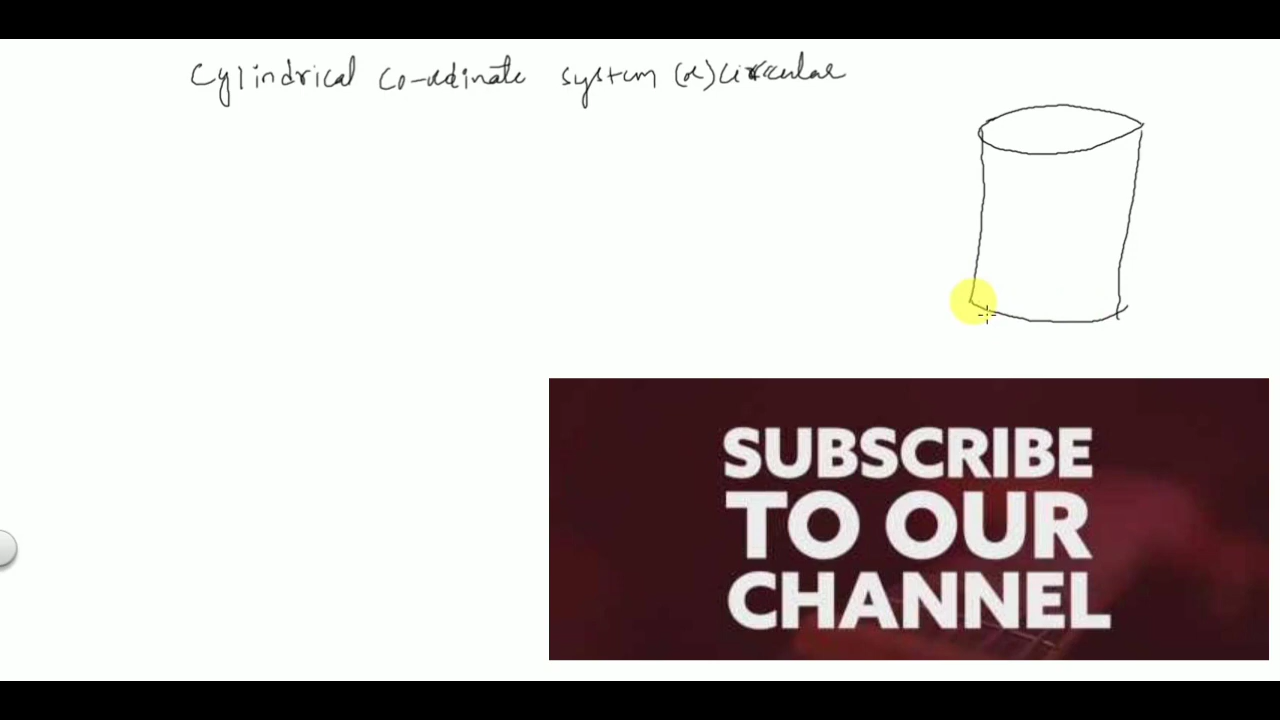 Cylindrical co-ordinate system (or) circular
SUBSCRIBE
TO OUR
CHANNEL